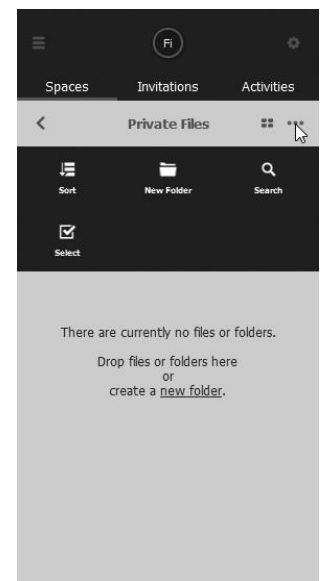 Fi
Spaces Invitations Activities
Private Files
Sort New Folder Search
Select
There are currently no files or folders.
Drop files or folders here
or
create a new folder.